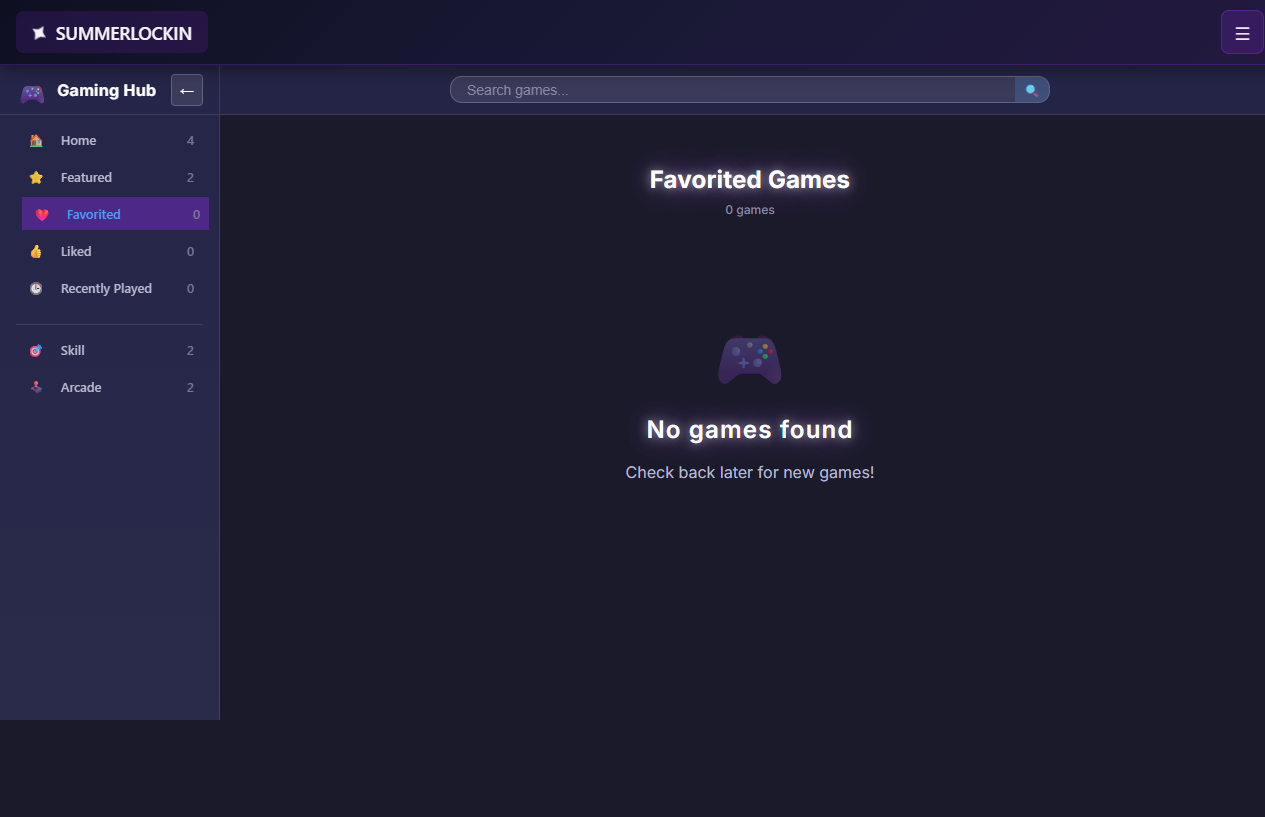 SUMMERLOCKIN
☰
Gaming Hub
←
Search games...
Home 4
Featured 2
Favorited 0
Liked 0
Recently Played 0
Skill 2
Arcade 2
Favorited Games
0 games
No games found
Check back later for new games!